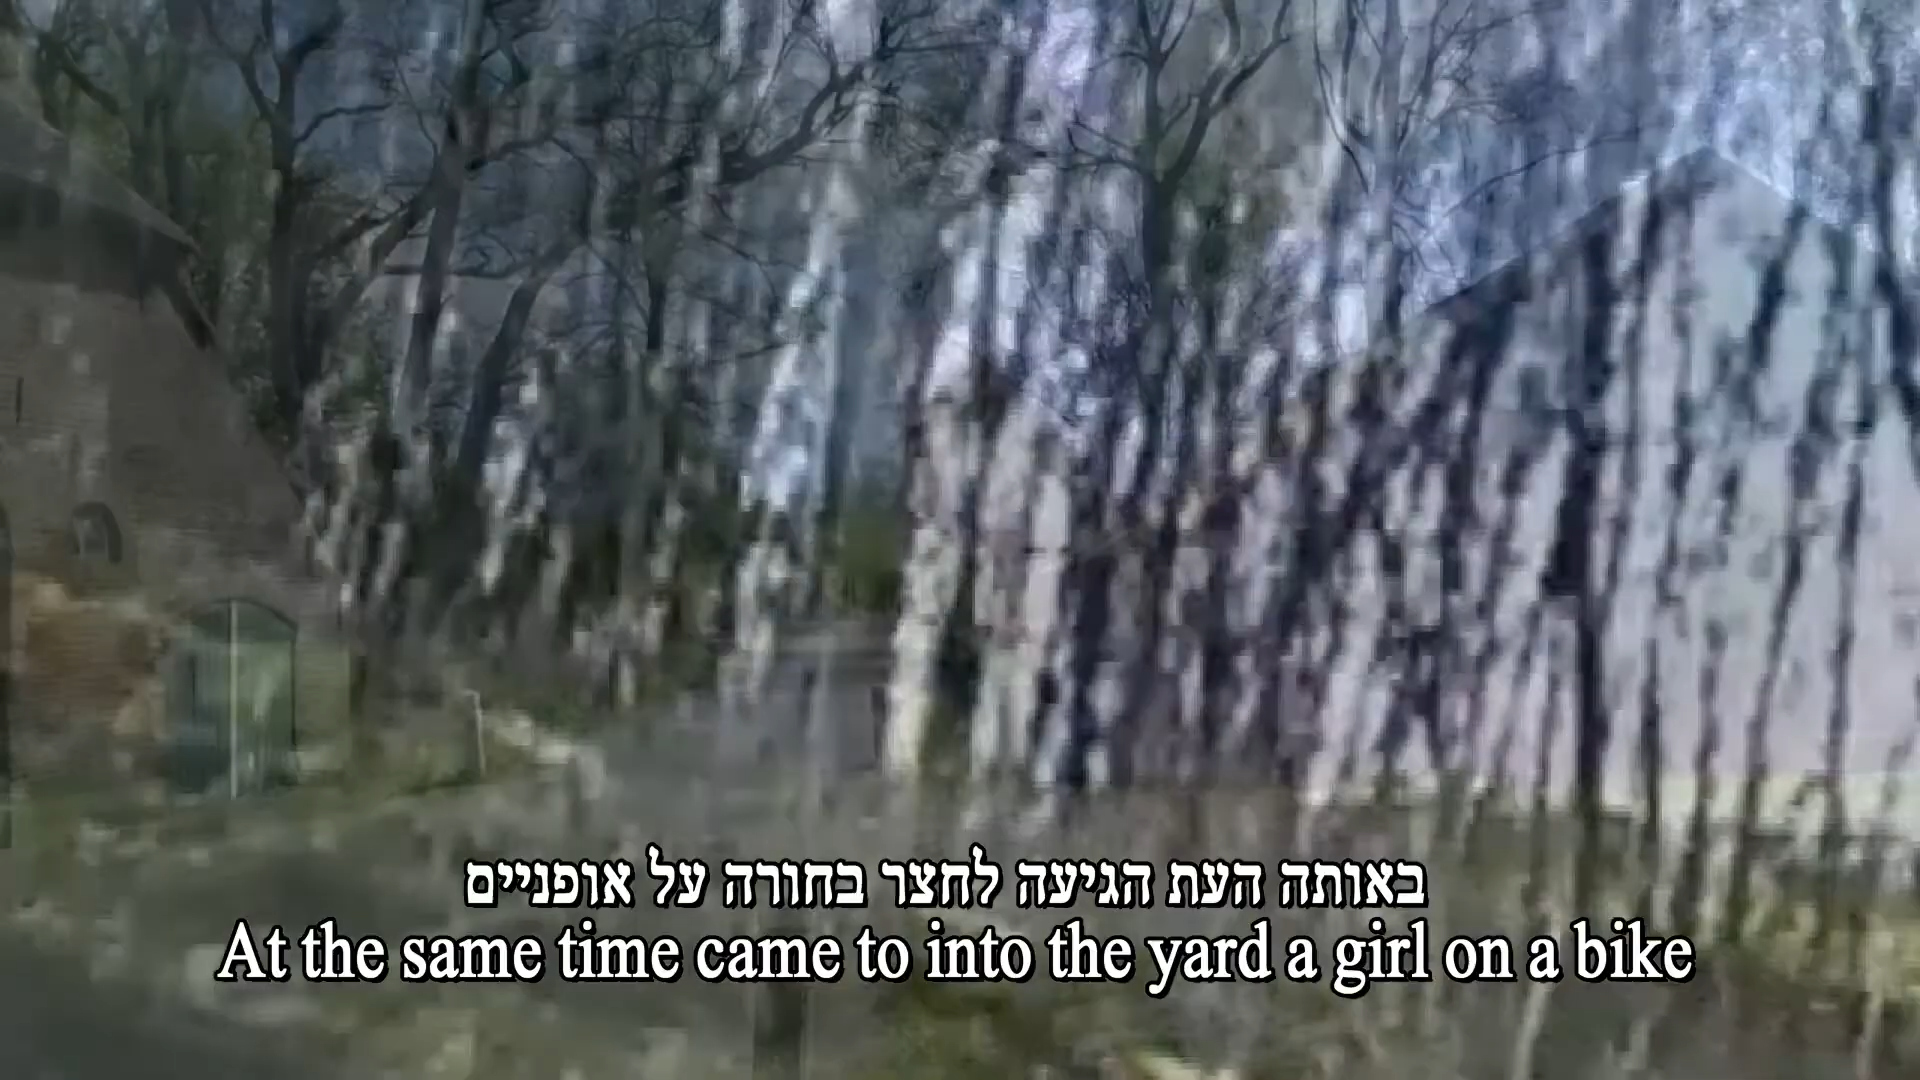 באותה העת הגיעה לחצר בחורה על אופניים
At the same time came to into the yard a girl on a bike